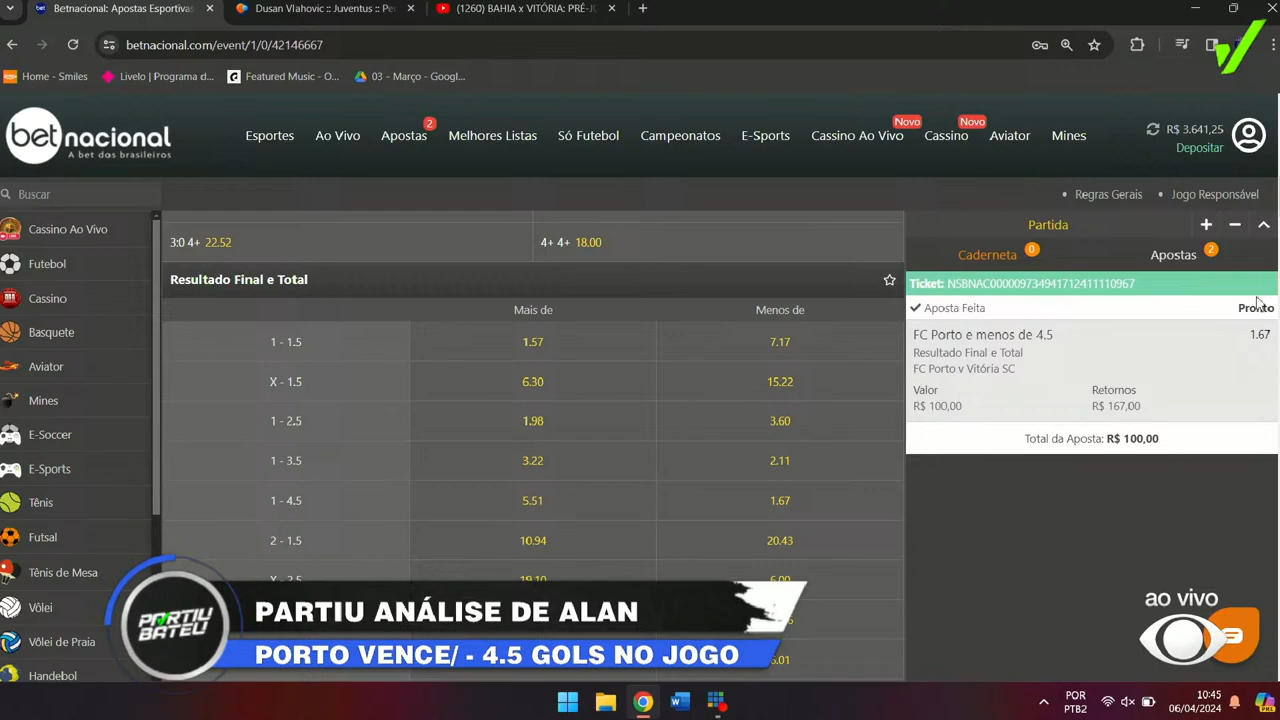 Betnacional: Apostas Esportivas
Dusan Vlahovic :: Juventus :: Pe
(1260) BAHIA x VITÓRIA: PRÉ-JO
betnacional.com/event/1/0/42146667
Home - Smiles
Livelo | Programa d...
Featured Music - O...
03 - Março - Googl...
bet nacional
A bet dos brasileiros
Esportes
Ao Vivo
Apostas
2
Melhores Listas
Só Futebol
Campeonatos
E-Sports
Cassino Ao Vivo
Novo
Cassino
Novo
Aviator
Mines
R$ 3.641,25
Depositar
Buscar
• Regras Gerais
• Jogo Responsável
Cassino Ao Vivo
Futebol
Cassino
Basquete
Aviator
Mines
E-Soccer
E-Sports
Tênis
Futsal
Tênis de Mesa
Vôlei
Vôlei de Praia
Handebol
3:0 4+ 22.52
4+ 4+ 18.00
Resultado Final e Total
Mais de
Menos de
1 - 1.5
1.57
7.17
X - 1.5
6.30
15.22
1 - 2.5
1.98
3.60
1 - 3.5
3.22
2.11
1 - 4.5
5.51
1.67
2 - 1.5
10.94
20.43
X - 2.5
19.10
6.00
Partida
Caderneta
0
Apostas
2
Ticket: NSBNAC000009734941712411110967
Aposta Feita
Pronto
FC Porto e menos de 4.5
1.67
Resultado Final e Total
FC Porto v Vitória SC
Valor
Retornos
R$ 100,00
R$ 167,00
Total da Aposta: R$ 100,00
PARTIU BATEU
PARTIU ANÁLISE DE ALAN
PORTO VENCE/ - 4.5 GOLS NO JOGO
ao vivo
POR
PTB2
10:45
06/04/2024